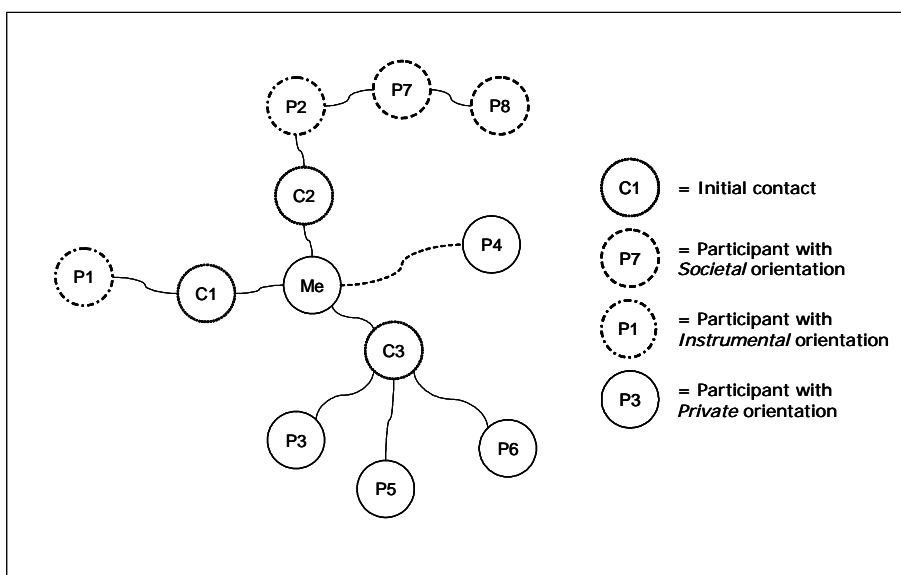 P2
P7
P8
C2
P4
P1
C1
Me
C3
P3
P5
P6
C1 = Initial contact
P7 = Participant with
Societal orientation
P1 = Participant with
Instrumental orientation
P3 = Participant with
Private orientation